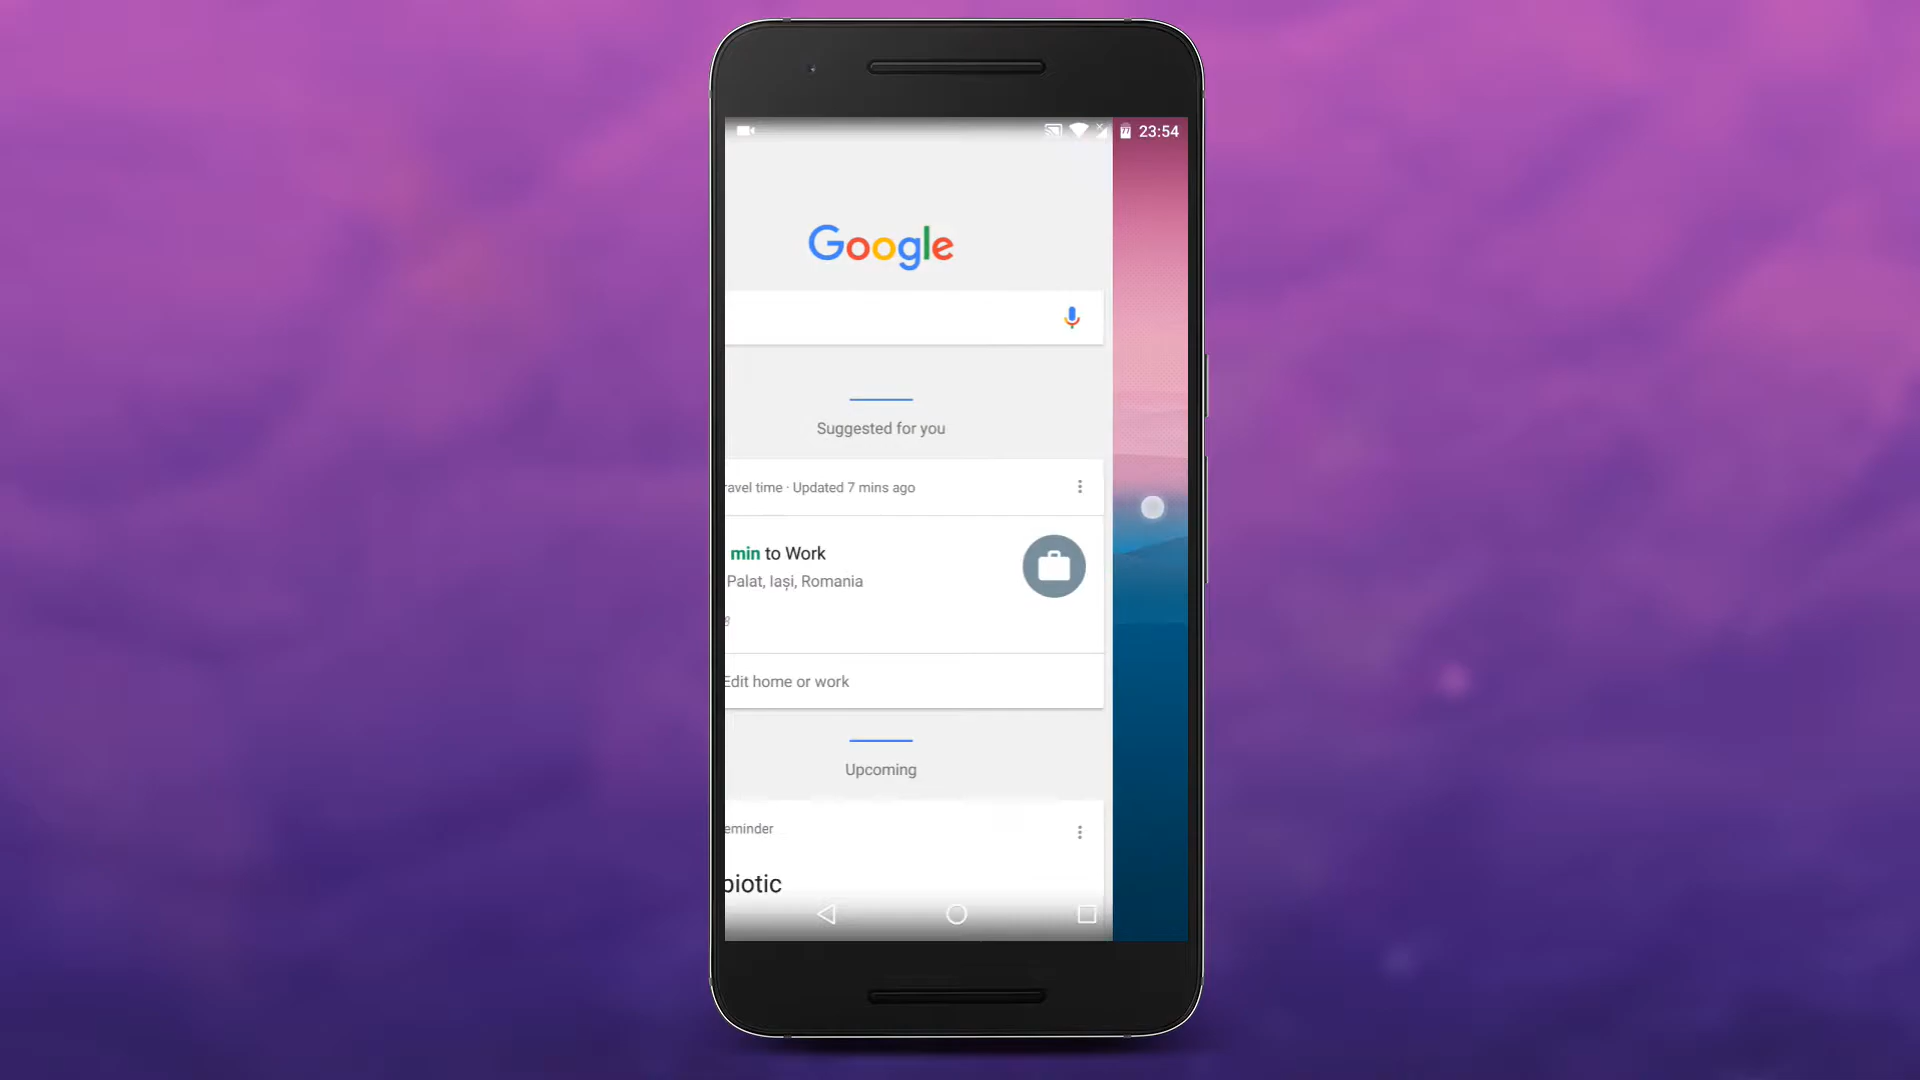 23:54
Google
Suggested for you
ravel time · Updated 7 mins ago
min to Work
Palat, Iași, Romania
Edit home or work
Upcoming
eminder
biotic